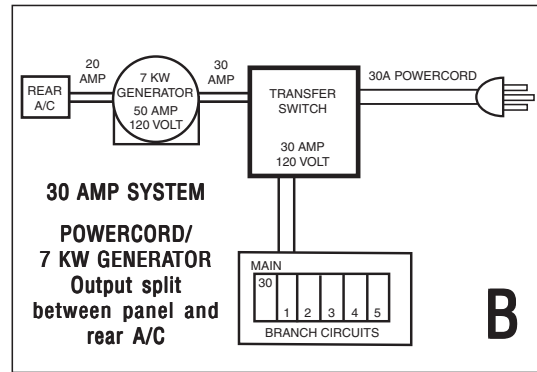 20
AMP
REAR
A/C
7 KW
GENERATOR
50 AMP
120 VOLT
30
AMP
TRANSFER
SWITCH
30 AMP
120 VOLT
30A POWERCORD
30 AMP SYSTEM
POWERCORD/
7 KW GENERATOR
Output split
between panel and
rear A/C
MAIN
30
1 2 3 4 5
BRANCH CIRCUITS
B